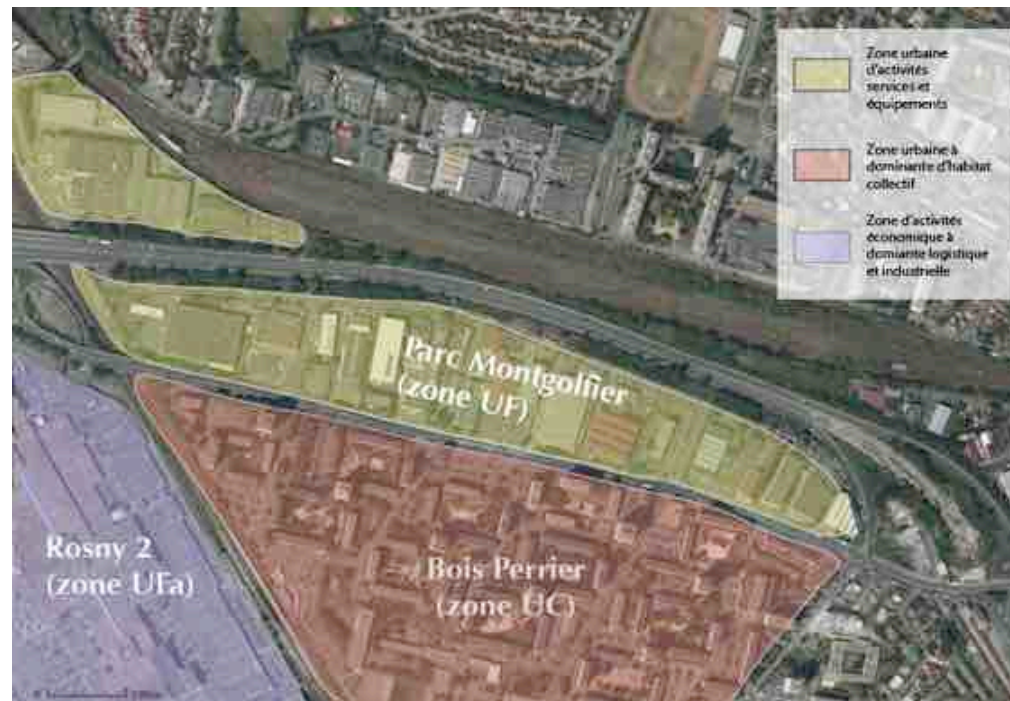 Zone urbaine
d'activités
services et
équipements
Zone urbaine à
dominante d'habitat
collectif
Zone d'activités
économique à
domiante logistique
et industrielle
Parc Montgolfier
(zone UF)
Rosny 2
(zone UFa)
Bois Perrier
(zone UC)